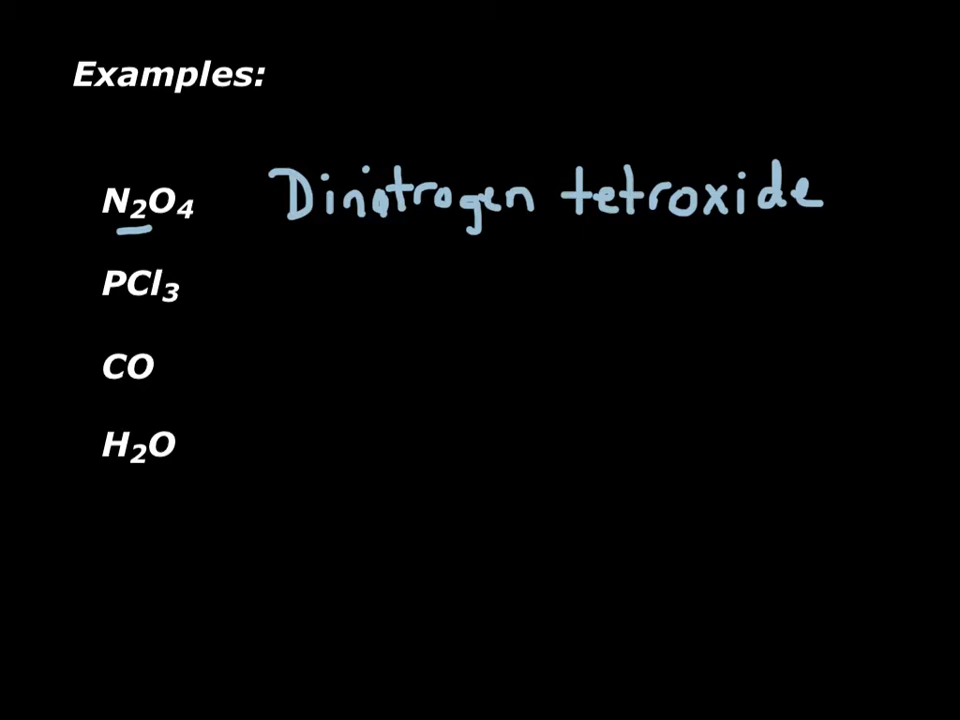 Examples:
N₂O₄ Dinitrogen tetroxide
PCl₃
CO
H₂O